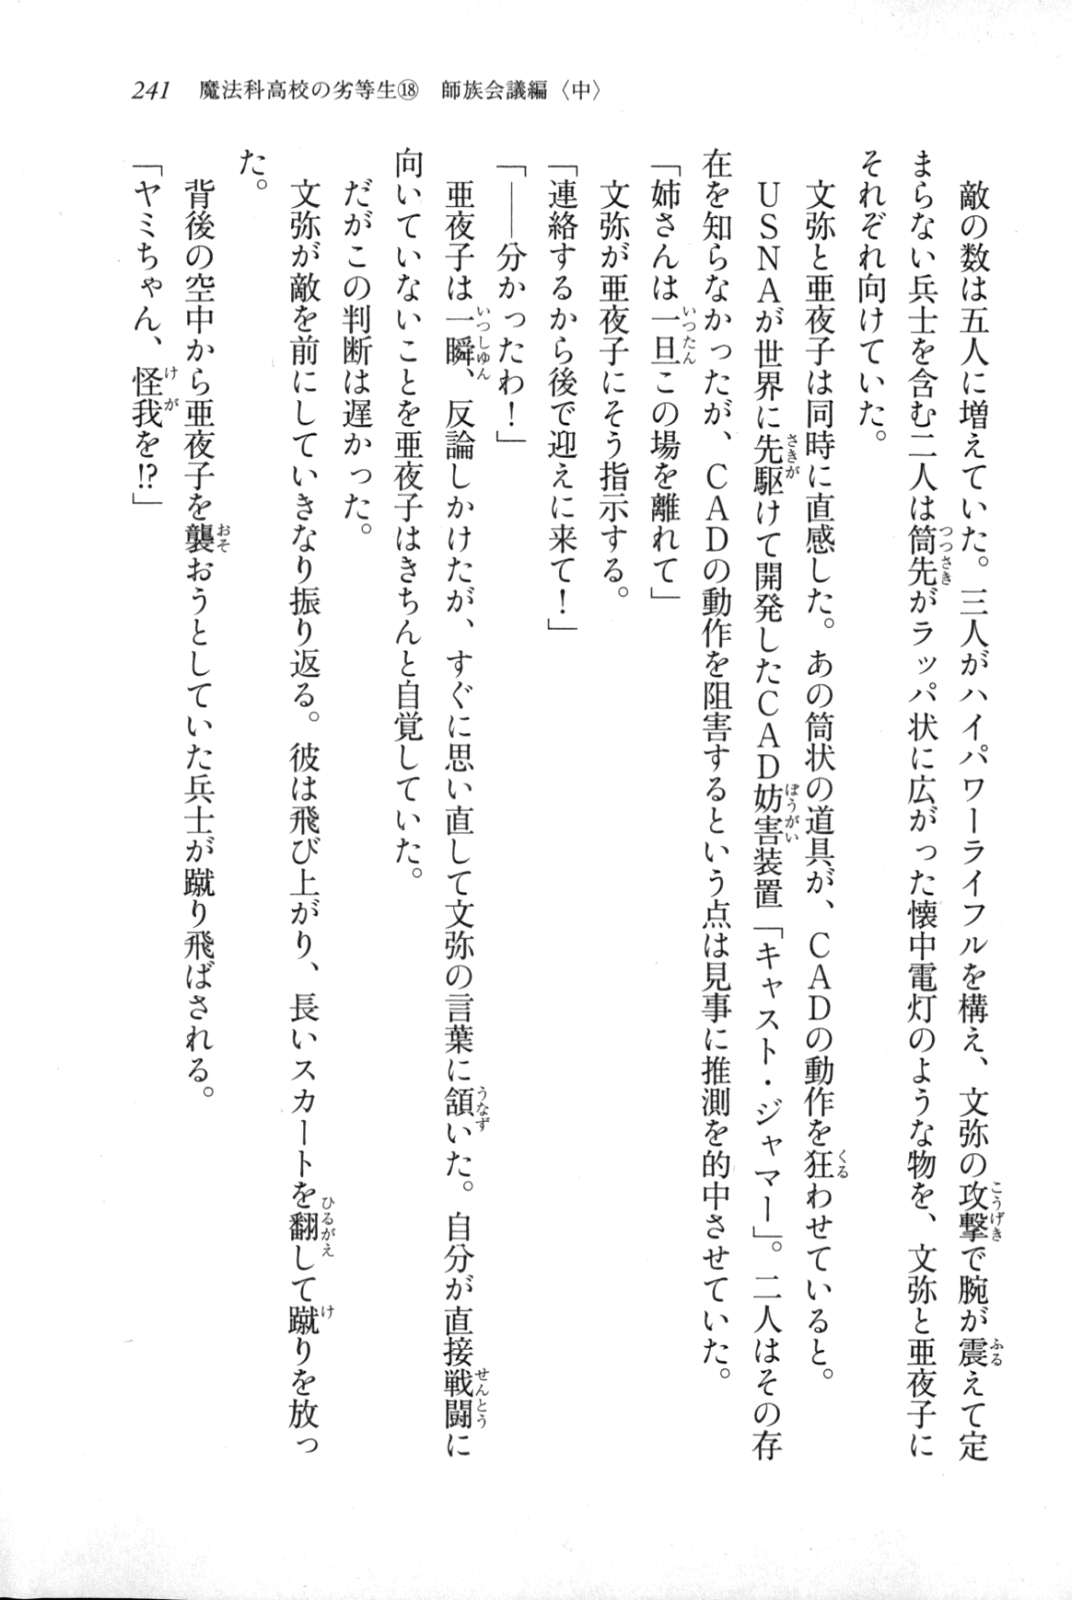 241　魔法科高校の劣等生⑱　師族会議編〈中〉
　敵の数は五人に増えていた。三人がハイパワーライフルを構え、文弥の攻撃で腕が震えて定
まらない兵士を含む二人は筒先がラッパ状に広がった懐中電灯のような物を、文弥と亜夜子に
それぞれ向けていた。
　文弥と亜夜子は同時に直感した。あの筒状の道具が、ＣＡＤの動作を狂わせていると。
　ＵＳＮＡが世界に先駆けて開発したＣＡＤ妨害装置「キャスト・ジャマー」。二人はその存
在を知らなかったが、ＣＡＤの動作を阻害するという点は見事に推測を的中させていた。
「姉さんは一旦この場を離れて」
　文弥が亜夜子にそう指示する。
「連絡するから後で迎えに来て！」
「――分かったわ！」
　亜夜子は一瞬、反論しかけたが、すぐに思い直して文弥の言葉に頷いた。自分が直接戦闘に
向いていないことを亜夜子はきちんと自覚していた。
　だがこの判断は遅かった。
　文弥が敵を前にしていきなり振り返る。彼は飛び上がり、長いスカートを翻して蹴りを放っ
た。
　背後の空中から亜夜子を襲おうとしていた兵士が蹴り飛ばされる。
「ヤミちゃん、怪我を!?」